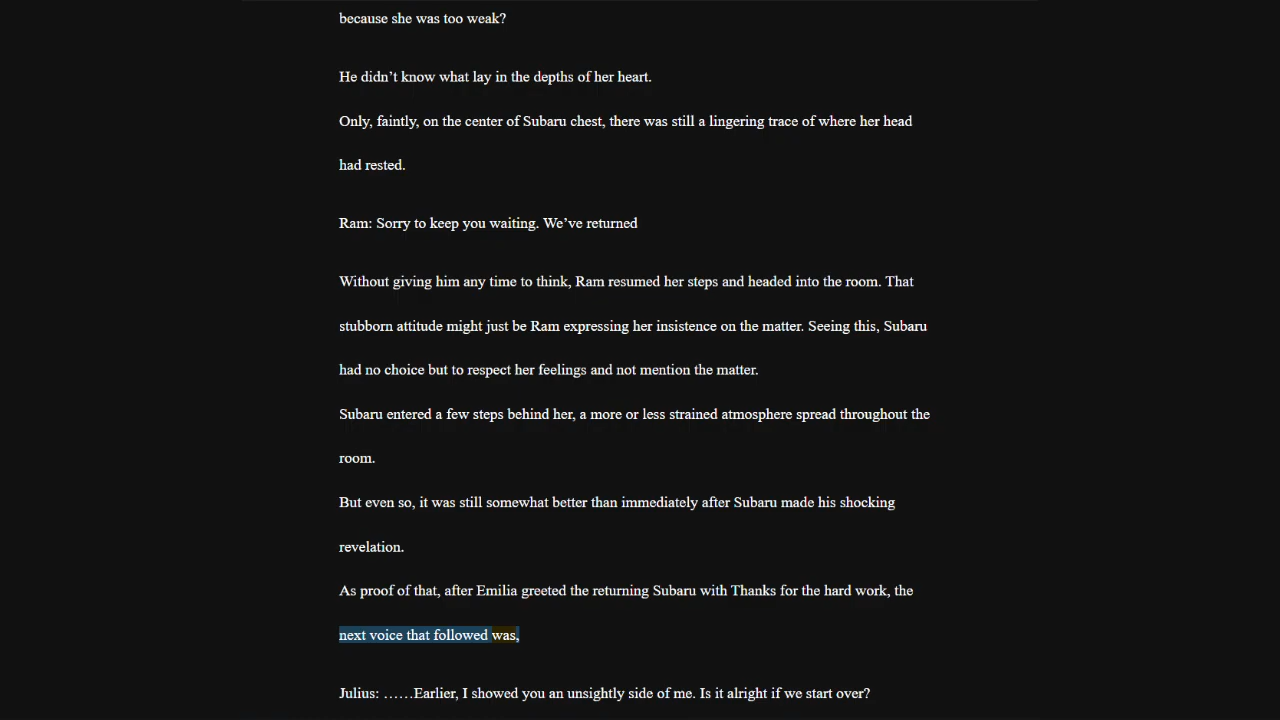 because she was too weak?
He didn’t know what lay in the depths of her heart.
Only, faintly, on the center of Subaru chest, there was still a lingering trace of where her head
had rested.
Ram: Sorry to keep you waiting. We’ve returned
Without giving him any time to think, Ram resumed her steps and headed into the room. That
stubborn attitude might just be Ram expressing her insistence on the matter. Seeing this, Subaru
had no choice but to respect her feelings and not mention the matter.
Subaru entered a few steps behind her, a more or less strained atmosphere spread throughout the
room.
But even so, it was still somewhat better than immediately after Subaru made his shocking
revelation.
As proof of that, after Emilia greeted the returning Subaru with Thanks for the hard work, the
next voice that followed was,
Julius: ……Earlier, I showed you an unsightly side of me. Is it alright if we start over?